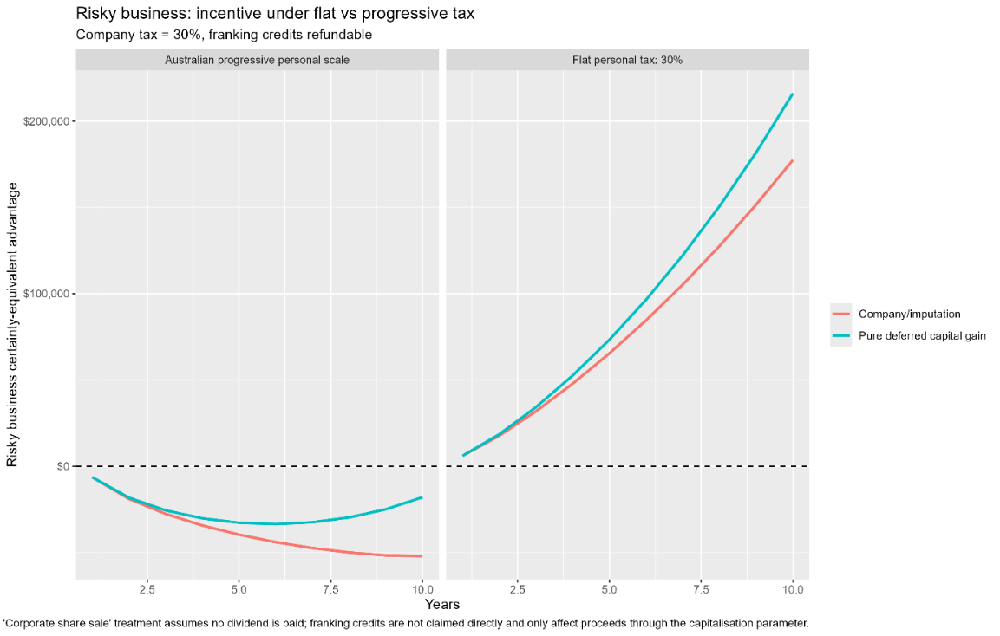 Risky business: incentive under flat vs progressive tax
Company tax = 30%, franking credits refundable
Australian progressive personal scale
Flat personal tax: 30%
Risky business certainty-equivalent advantage
$200,000
$100,000
$0
2.5 5.0 7.5 10.0
2.5 5.0 7.5 10.0
Years
Company/imputation
Pure deferred capital gain
'Corporate share sale' treatment assumes no dividend is paid; franking credits are not claimed directly and only affect proceeds through the capitalisation parameter.